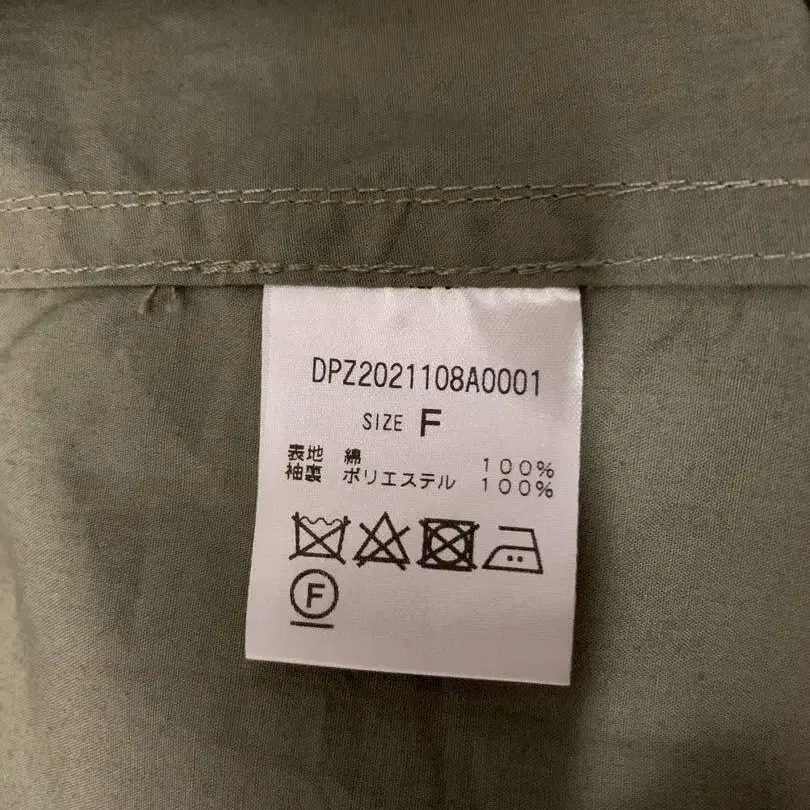 DPZ2021108A0001
SIZE F
表地 綿 100%
袖裏 ポリエステル 100%
F